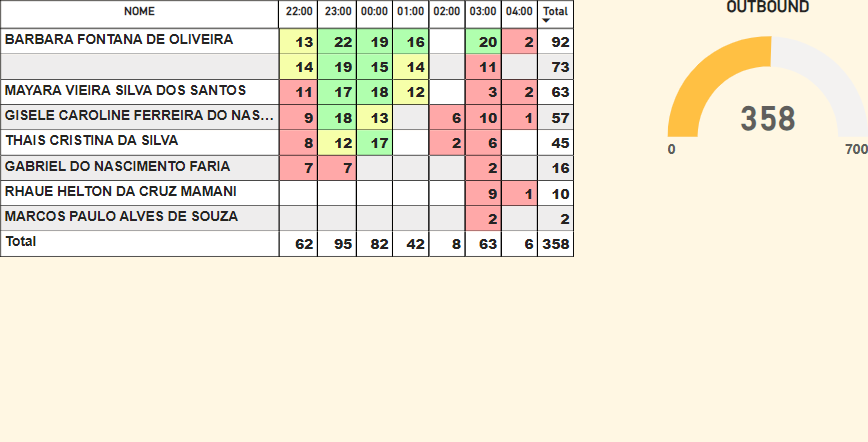 NOME 22:00 23:00 00:00 01:00 02:00 03:00 04:00 Total
BARBARA FONTANA DE OLIVEIRA 13 22 19 16 20 2 92
14 19 15 14 11 73
MAYARA VIEIRA SILVA DOS SANTOS 11 17 18 12 3 2 63
GISELE CAROLINE FERREIRA DO NAS... 9 18 13 6 10 1 57
THAIS CRISTINA DA SILVA 8 12 17 2 6 45
GABRIEL DO NASCIMENTO FARIA 7 7 2 16
RHAUE HELTON DA CRUZ MAMANI 9 1 10
MARCOS PAULO ALVES DE SOUZA 2 2
Total 62 95 82 42 8 63 6 358
OUTBOUND
358
0 700